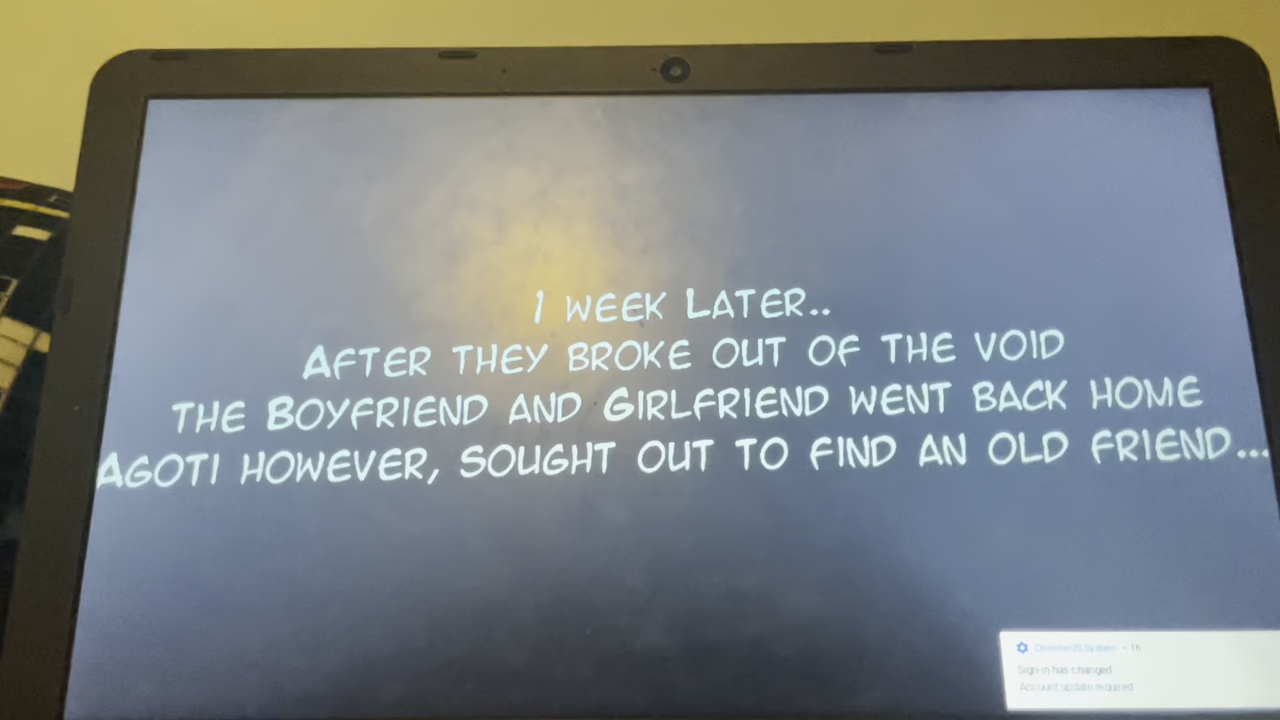 1 WEEK LATER..
AFTER THEY BROKE OUT OF THE VOID
THE BOYFRIEND AND GIRLFRIEND WENT BACK HOME
AGOTI HOWEVER, SOUGHT OUT TO FIND AN OLD FRIEND...
ChromeOS System • 1h
Sign-in has changed
Account update required